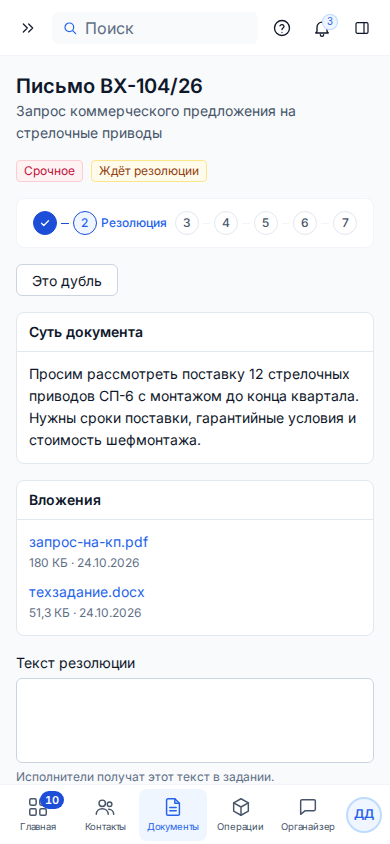 Поиск
3
Письмо ВХ-104/26
Запрос коммерческого предложения на
стрелочные приводы
Срочное
Ждёт резолюции
2 Резолюция 3 4 5 6 7
Это дубль
Суть документа
Просим рассмотреть поставку 12 стрелочных
приводов СП-6 с монтажом до конца квартала.
Нужны сроки поставки, гарантийные условия и
стоимость шефмонтажа.
Вложения
запрос-на-кп.pdf
180 КБ · 24.10.2026
техзадание.docx
51,3 КБ · 24.10.2026
Текст резолюции
Исполнители получат этот текст в задании.
10
Главная
Контакты
Документы
Операции
Органайзер
ДД